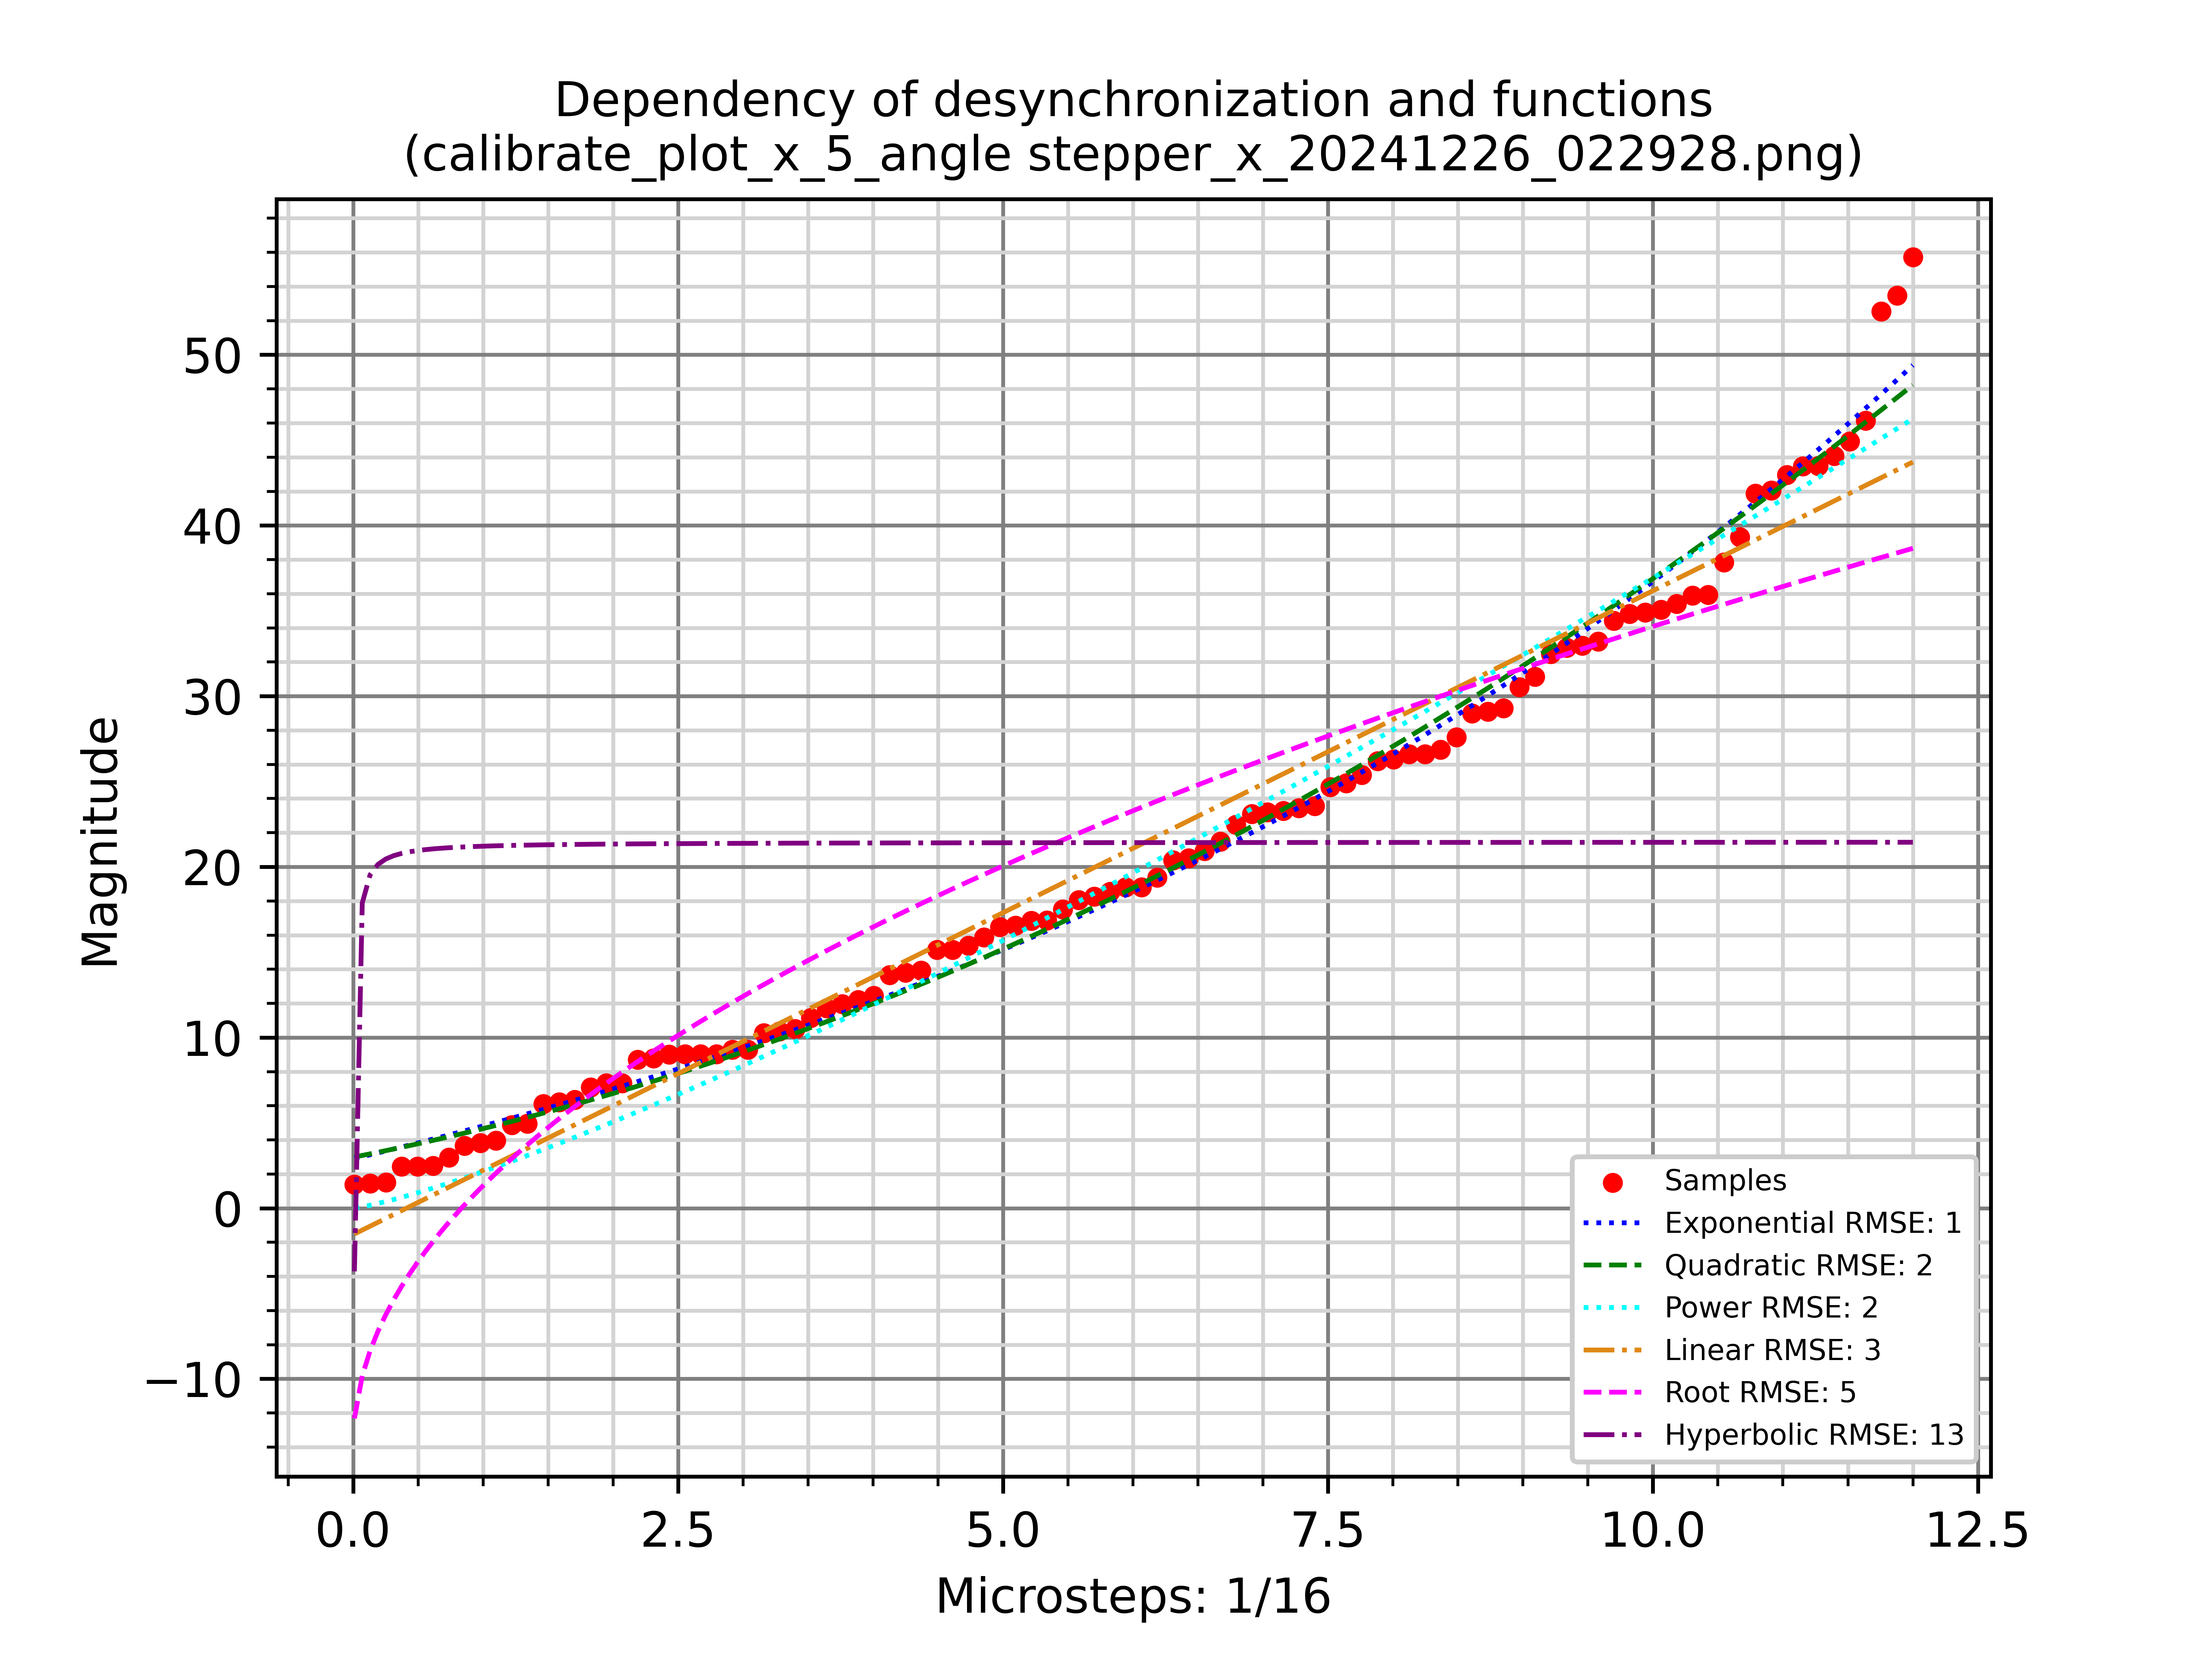 Dependency of desynchronization and functions
(calibrate_plot_x_5_angle stepper_x_20241226_022928.png)
50
40
30
20
10
0
−10
Magnitude
Samples
Exponential RMSE: 1
Quadratic RMSE: 2
Power RMSE: 2
Linear RMSE: 3
Root RMSE: 5
Hyperbolic RMSE: 13
0.0 2.5 5.0 7.5 10.0 12.5
Microsteps: 1/16